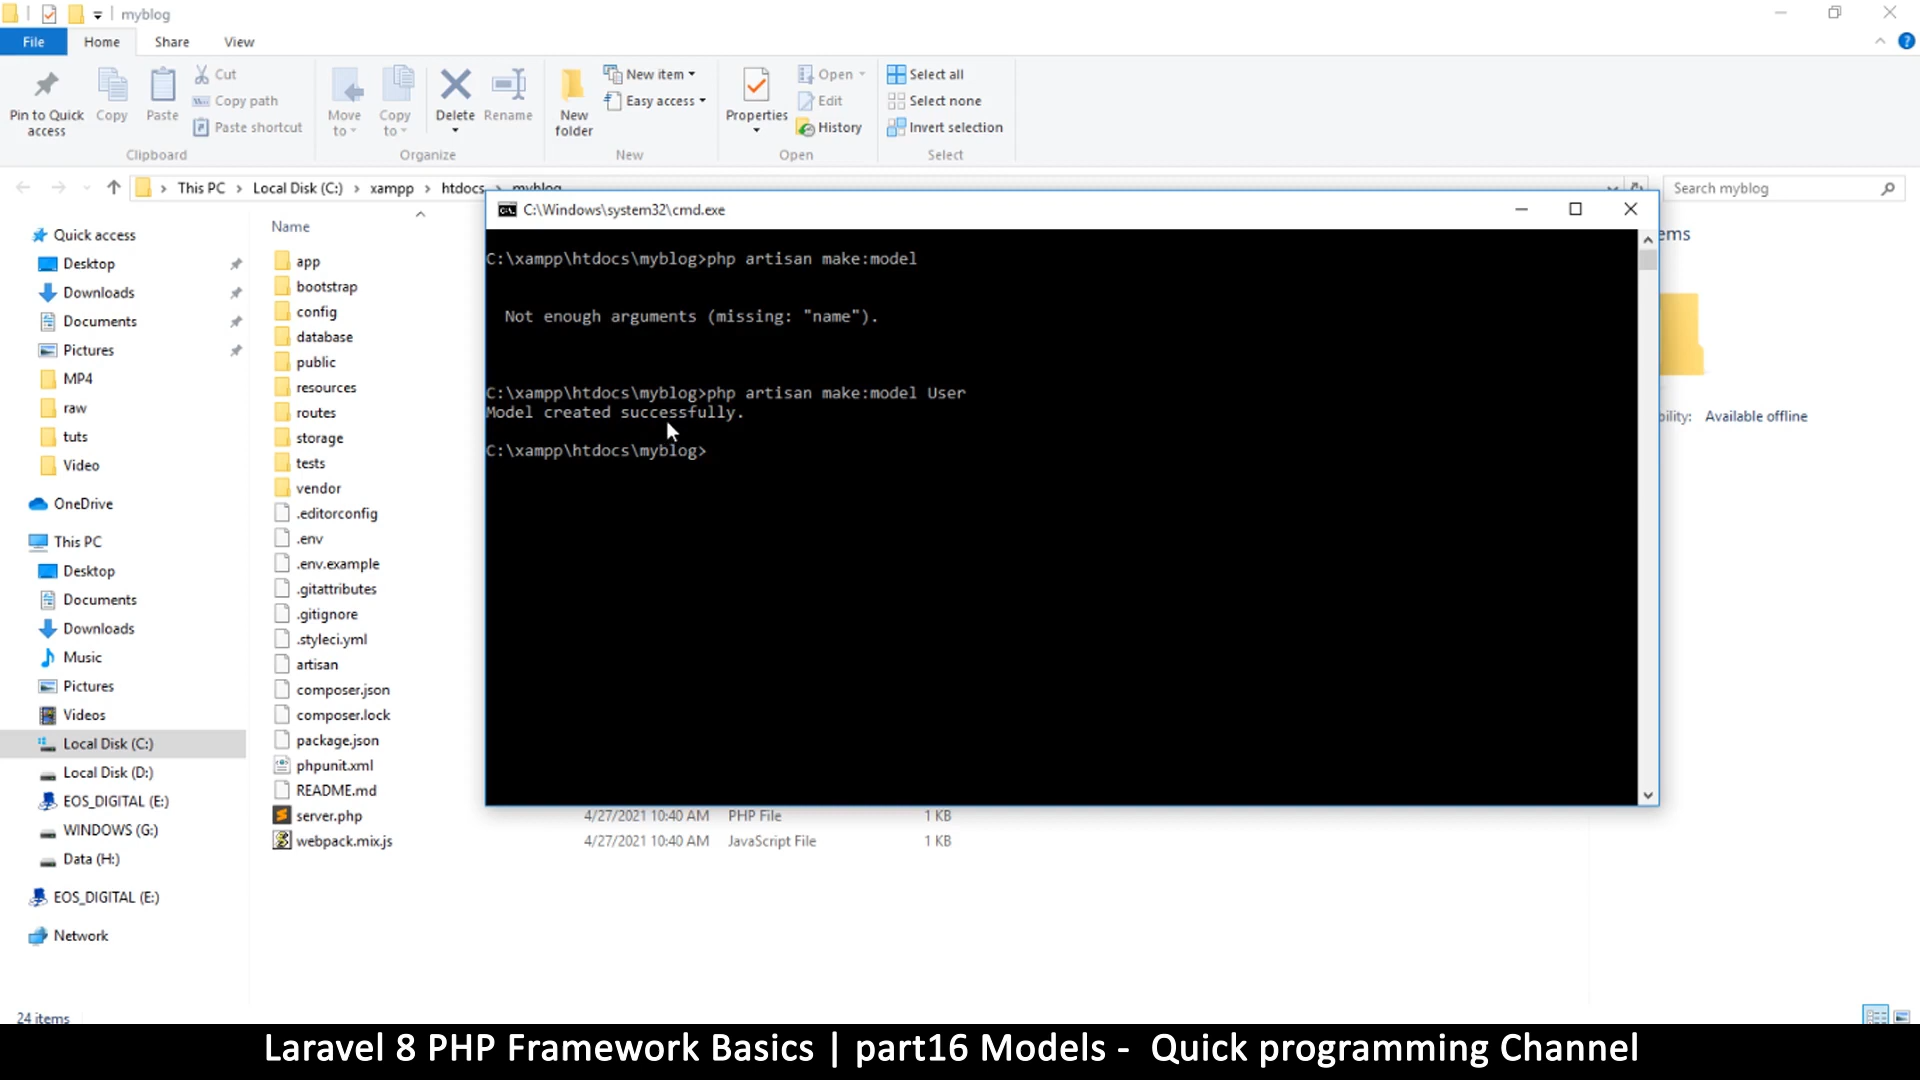 myblog
File
Home
Share
View
Pin to Quick access
Copy
Paste
Cut
Copy path
Paste shortcut
Clipboard
Move to
Copy to
Delete
Rename
Organize
New folder
New item
Easy access
New
Properties
Open
Edit
History
Open
Select all
Select none
Invert selection
Select
This PC > Local Disk (C:) > xampp > htdocs > myblog
Search myblog
Quick access
Desktop
Downloads
Documents
Pictures
MP4
raw
tuts
Video
OneDrive
This PC
Desktop
Documents
Downloads
Music
Pictures
Videos
Local Disk (C:)
Local Disk (D:)
EOS_DIGITAL (E:)
WINDOWS (G:)
Data (H:)
EOS_DIGITAL (E:)
Network
Name
app
bootstrap
config
database
public
resources
routes
storage
tests
vendor
.editorconfig
.env
.env.example
.gitattributes
.gitignore
.styleci.yml
artisan
composer.json
composer.lock
package.json
phpunit.xml
README.md
server.php 4/27/2021 10:40 AM PHP File 1 KB
webpack.mix.js 4/27/2021 10:40 AM JavaScript File 1 KB
C:\Windows\system32\cmd.exe
C:\xampp\htdocs\myblog>php artisan make:model
Not enough arguments (missing: "name").
C:\xampp\htdocs\myblog>php artisan make:model User
Model created successfully.
C:\xampp\htdocs\myblog>
ems
bility: Available offline
24 items
Laravel 8 PHP Framework Basics | part16 Models - Quick programming Channel